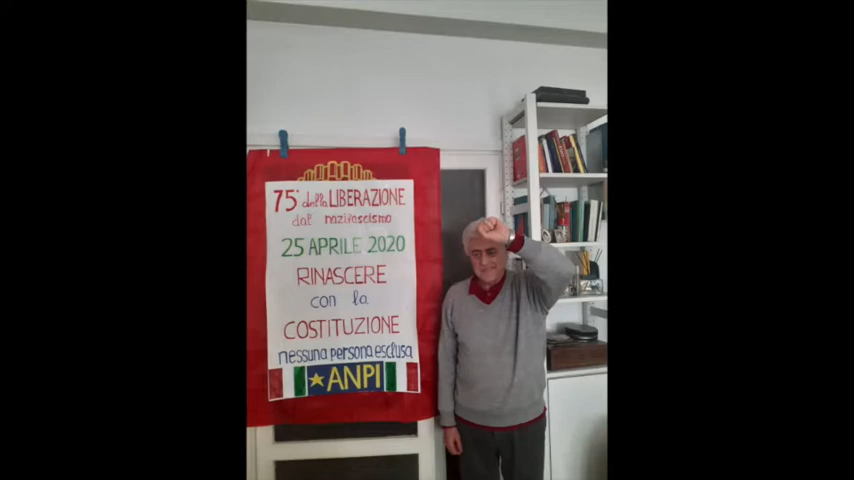 75° della LIBERAZIONE
dal nazifascismo
25 APRILE 2020
RINASCERE
con la
COSTITUZIONE
nessuna persona esclusa
ANPI